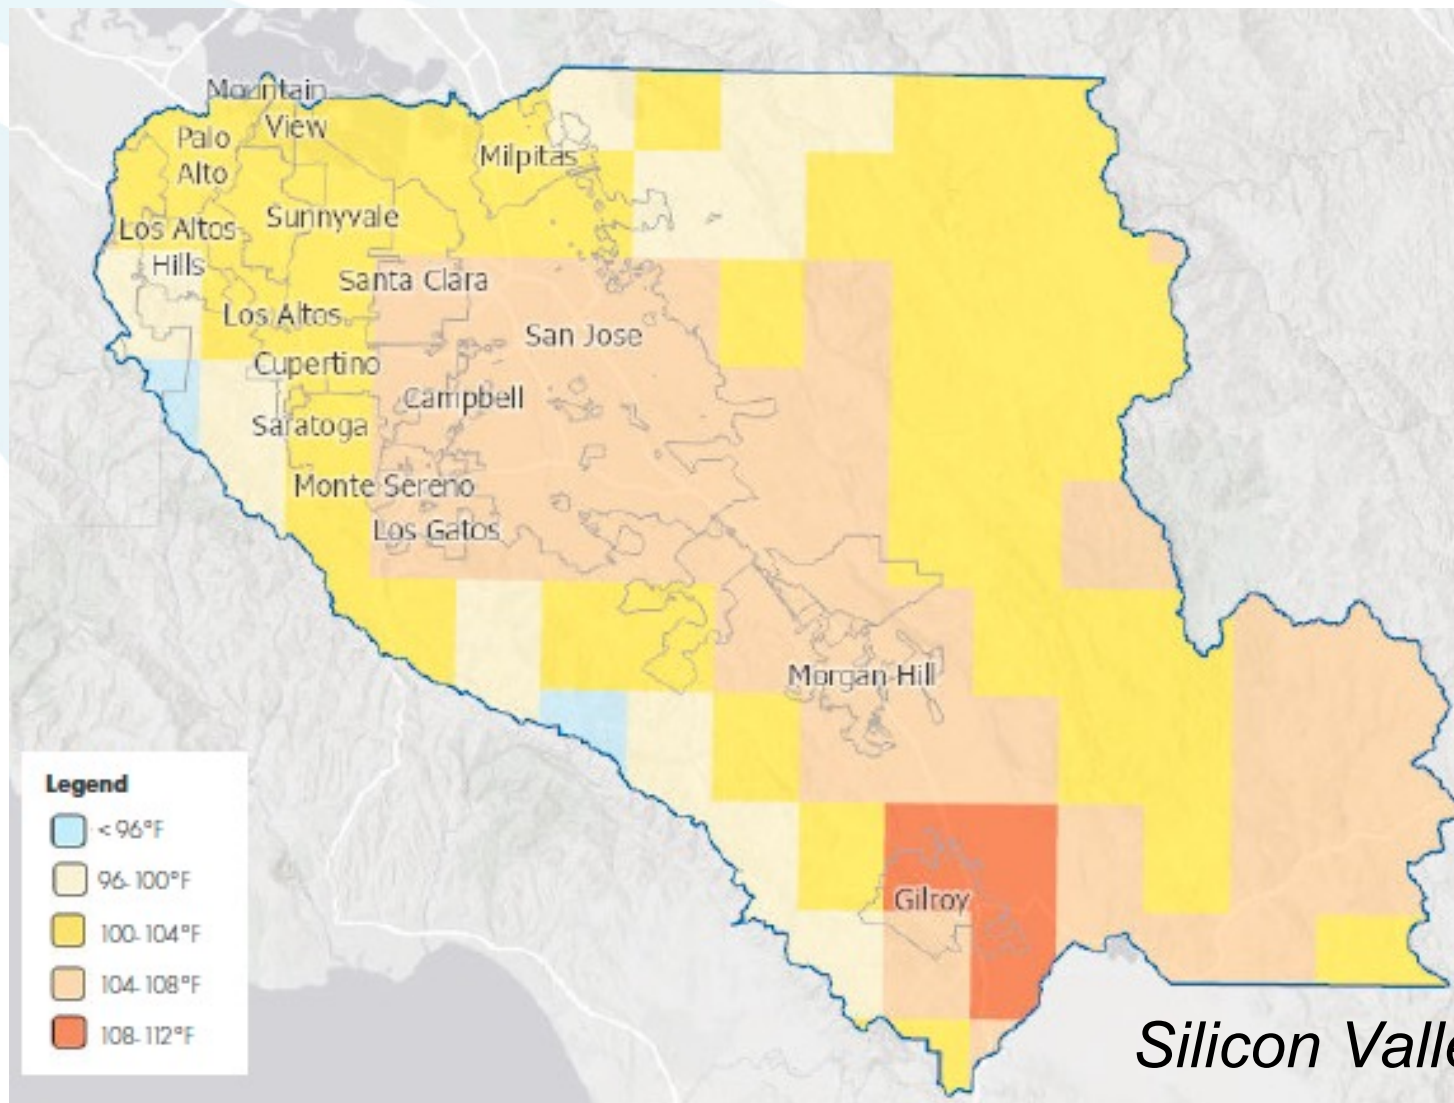 Mountain
View
Palo
Alto
Milpitas
Los Altos
Hills
Sunnyvale
Santa Clara
Los Altos
San Jose
Cupertino
Campbell
Saratoga
Monte Sereno
Los Gatos
Morgan Hill
Gilroy
Legend
< 96°F
96-100°F
100-104°F
104-108°F
108-112°F
Silicon Valle